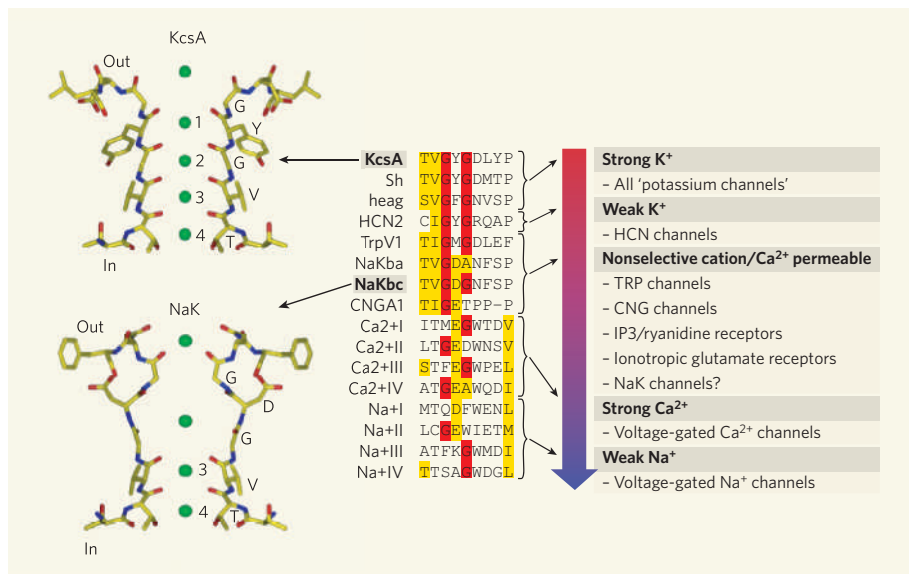 KcsA
Out
G
1
Y
2
G
3
V
4
T
In
NaK
Out
G
D
G
3
V
4
T
In
KcsA TVGYGDLYP
Sh TVGYGDMTP
heag SVGFGNVSP
HCN2 CIGYGRQAP
TrpV1 TIGMGDLEF
NaKba TVGDANFSP
NaKbc TVGDGNFSP
CNGA1 TIGETPP–P
Ca2+I ITMEGWTDV
Ca2+II LTGEDWNSV
Ca2+III STFEGWPEL
Ca2+IV ATGEAWQDI
Na+I MTQDFWENL
Na+II LCGEWIETM
Na+III ATFKGWMDI
Na+IV TTSAGWDGL
Strong K⁺
– All ‘potassium channels’
Weak K⁺
– HCN channels
Nonselective cation/Ca²⁺ permeable
– TRP channels
– CNG channels
– IP3/ryanidine receptors
– Ionotropic glutamate receptors
– NaK channels?
Strong Ca²⁺
– Voltage-gated Ca²⁺ channels
Weak Na⁺
– Voltage-gated Na⁺ channels